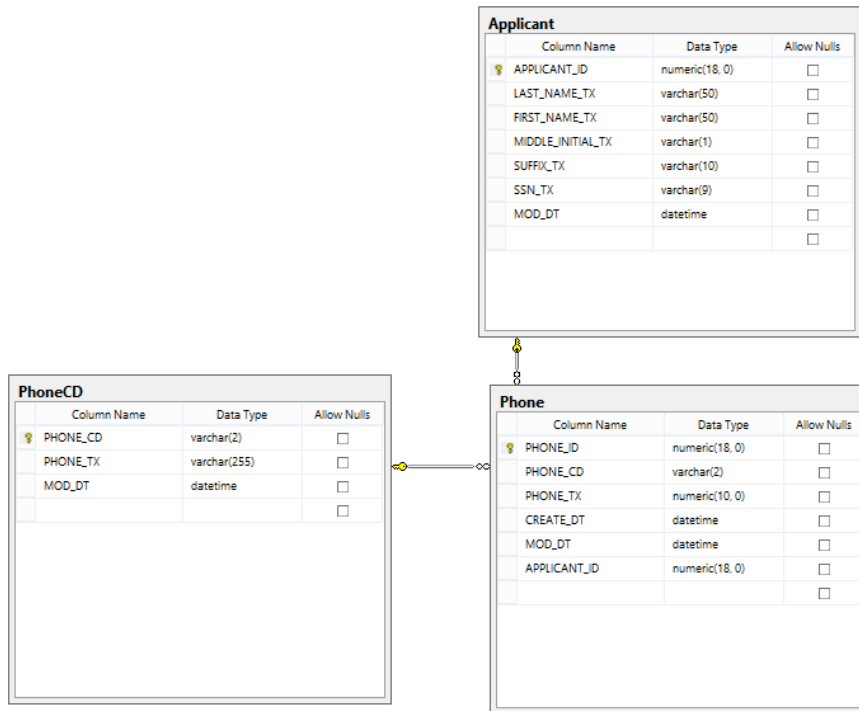 Applicant
Column Name Data Type Allow Nulls
APPLICANT_ID numeric(18, 0)
LAST_NAME_TX varchar(50)
FIRST_NAME_TX varchar(50)
MIDDLE_INITIAL_TX varchar(1)
SUFFIX_TX varchar(10)
SSN_TX varchar(9)
MOD_DT datetime
PhoneCD
Column Name Data Type Allow Nulls
PHONE_CD varchar(2)
PHONE_TX varchar(255)
MOD_DT datetime
Phone
Column Name Data Type Allow Nulls
PHONE_ID numeric(18, 0)
PHONE_CD varchar(2)
PHONE_TX numeric(10, 0)
CREATE_DT datetime
MOD_DT datetime
APPLICANT_ID numeric(18, 0)